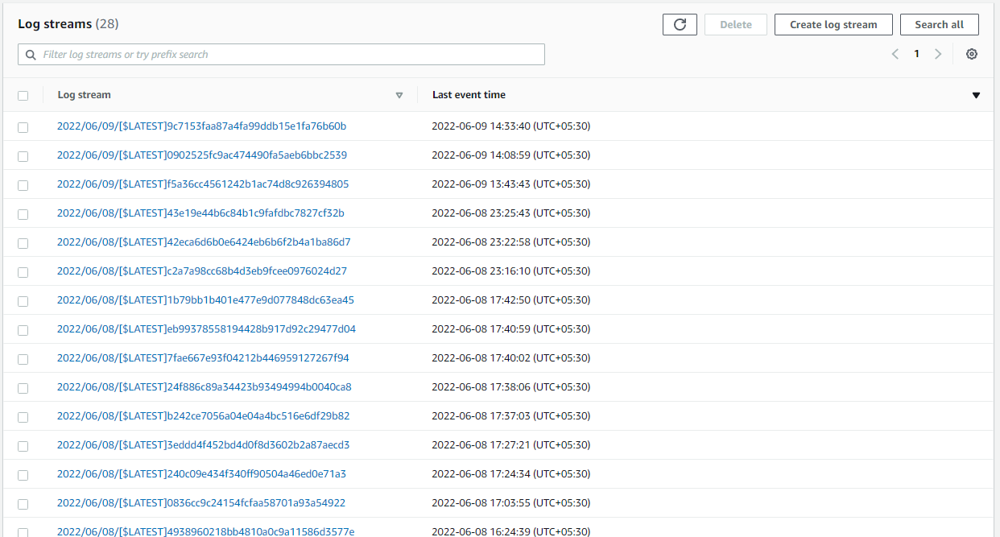 Log streams (28)
Delete
Create log stream
Search all
Filter log streams or try prefix search
1
Log stream Last event time
2022/06/09/[$LATEST]9c7153faa87a4fa99ddb15e1fa76b60b 2022-06-09 14:33:40 (UTC+05:30)
2022/06/09/[$LATEST]0902525fc9ac474490fa5aeb6bbc2539 2022-06-09 14:08:59 (UTC+05:30)
2022/06/09/[$LATEST]f5a36cc4561242b1ac74d8c926394805 2022-06-09 13:43:43 (UTC+05:30)
2022/06/08/[$LATEST]43e19e44b6c84b1c9fafdbc7827cf32b 2022-06-08 23:25:43 (UTC+05:30)
2022/06/08/[$LATEST]42eca6d6b0e6424eb6b6f2b4a1ba86d7 2022-06-08 23:22:58 (UTC+05:30)
2022/06/08/[$LATEST]c2a7a98cc68b4d3eb9fcee0976024d27 2022-06-08 23:16:10 (UTC+05:30)
2022/06/08/[$LATEST]1b79bb1b401e477e9d077848dc63ea45 2022-06-08 17:42:50 (UTC+05:30)
2022/06/08/[$LATEST]eb99378558194428b917d92c29477d04 2022-06-08 17:40:59 (UTC+05:30)
2022/06/08/[$LATEST]7fae667e93f04212b446959127267f94 2022-06-08 17:40:02 (UTC+05:30)
2022/06/08/[$LATEST]24f886c89a34423b93494994b0040ca8 2022-06-08 17:38:06 (UTC+05:30)
2022/06/08/[$LATEST]b242ce7056a04e04a4bc516e6df29b82 2022-06-08 17:37:03 (UTC+05:30)
2022/06/08/[$LATEST]3eddd4f452bd4d0f8d3602b2a87aecd3 2022-06-08 17:27:21 (UTC+05:30)
2022/06/08/[$LATEST]240c09e434f340ff90504a46ed0e71a3 2022-06-08 17:24:34 (UTC+05:30)
2022/06/08/[$LATEST]0836cc9c24154fcfaa58701a93a54922 2022-06-08 17:03:55 (UTC+05:30)
2022/06/08/[$LATEST]4938960218bb4810a0c9a11586d3577e 2022-06-08 16:24:39 (UTC+05:30)